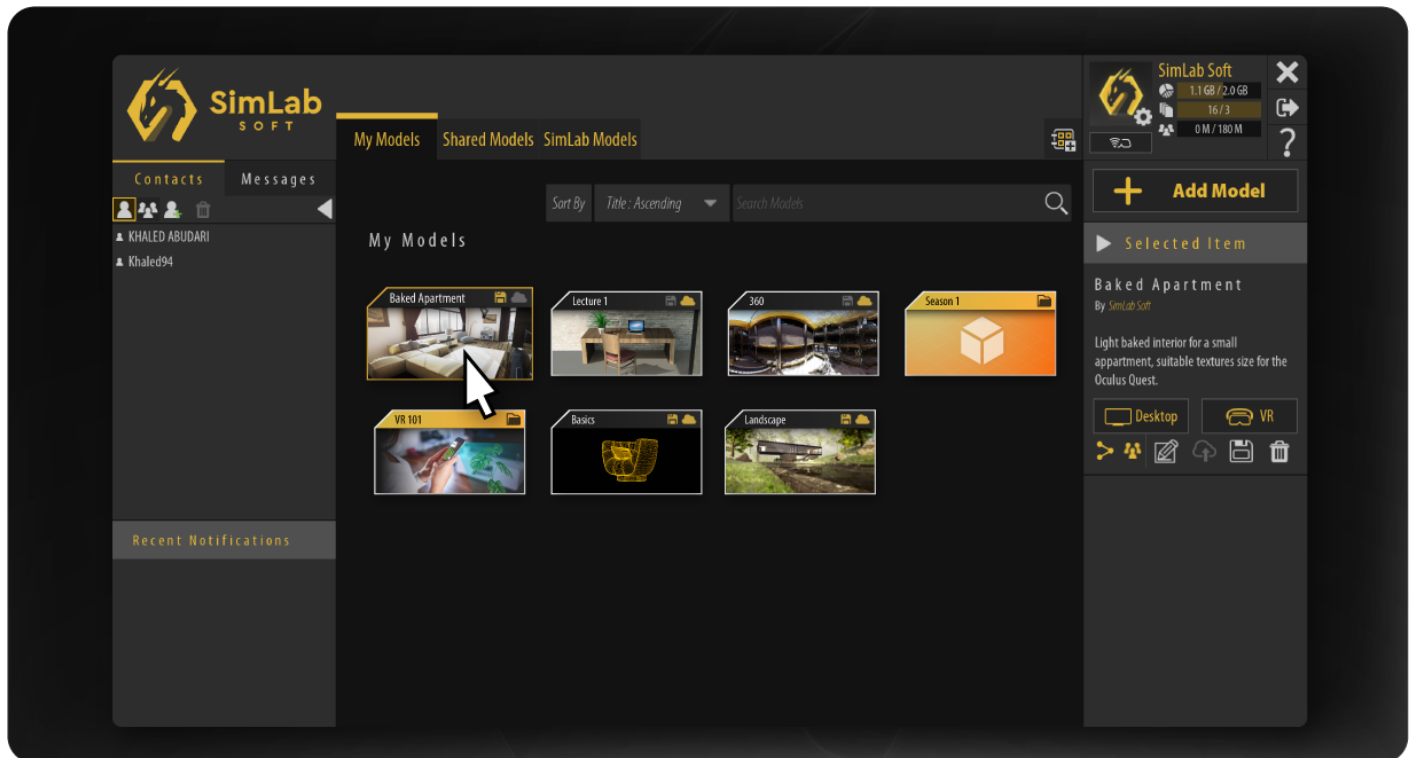 SimLab
SOFT
My Models
Shared Models
SimLab Models
SimLab Soft
1.1 GB / 2.0 GB
16 / 3
0 M / 180 M
?
Contacts
Messages
KHALED ABUDARI
Khaled94
Recent Notifications
Sort By
Title : Ascending
Search Models
My Models
Baked Apartment
Lecture 1
360
Season 1
VR 101
Basics
Landscape
Add Model
Selected Item
Baked Apartment
By SimLab Soft
Light baked interior for a small
appartment, suitable textures size for the
Oculus Quest.
Desktop
VR